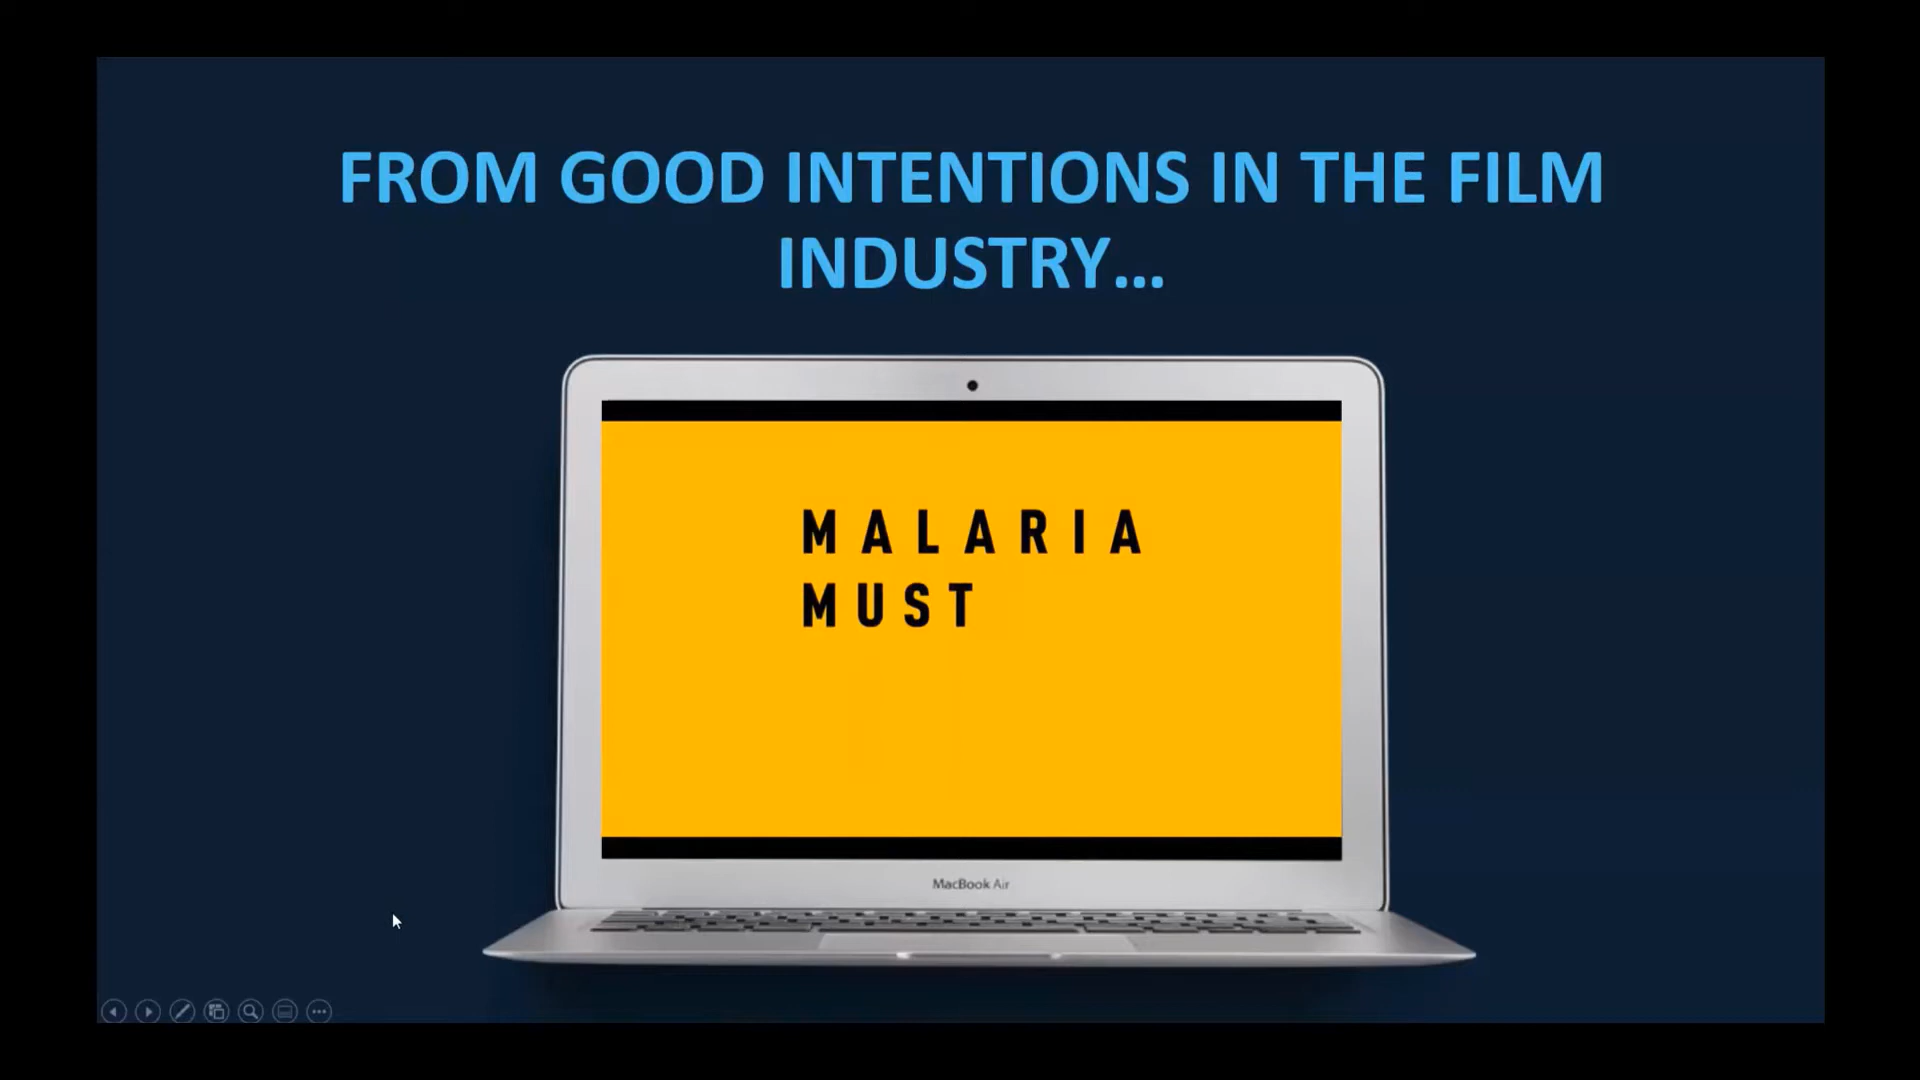 FROM GOOD INTENTIONS IN THE FILM
INDUSTRY...
MALARIA
MUST
MacBook Air